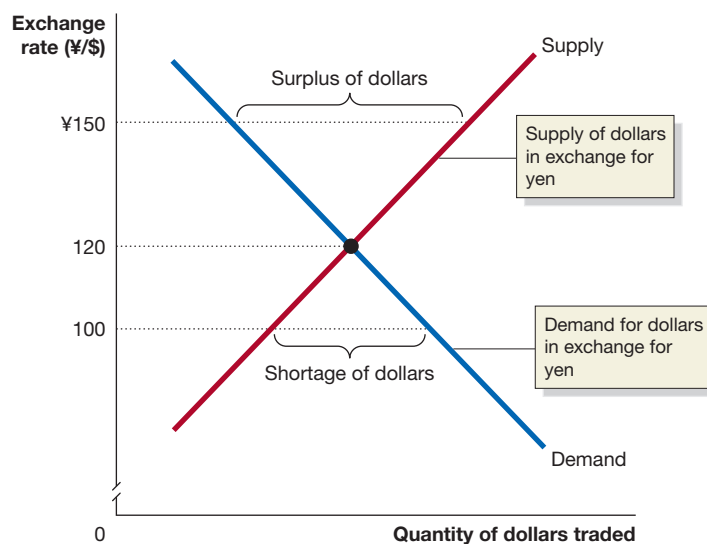 Exchange
rate (¥/$)
Supply
Surplus of dollars
¥150
Supply of dollars
in exchange for
yen
120
100
Demand for dollars
in exchange for
yen
Shortage of dollars
Demand
0
Quantity of dollars traded